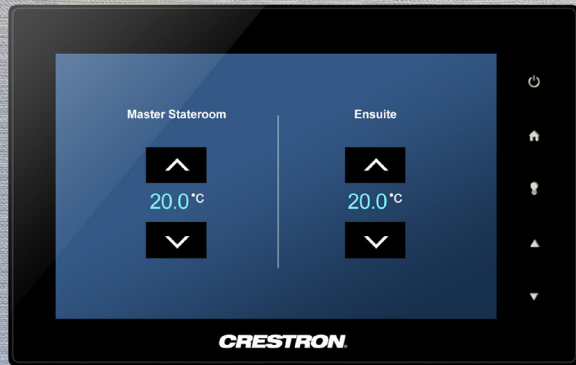 Master Stateroom
Ensuite
20.0°C
20.0°C
CRESTRON